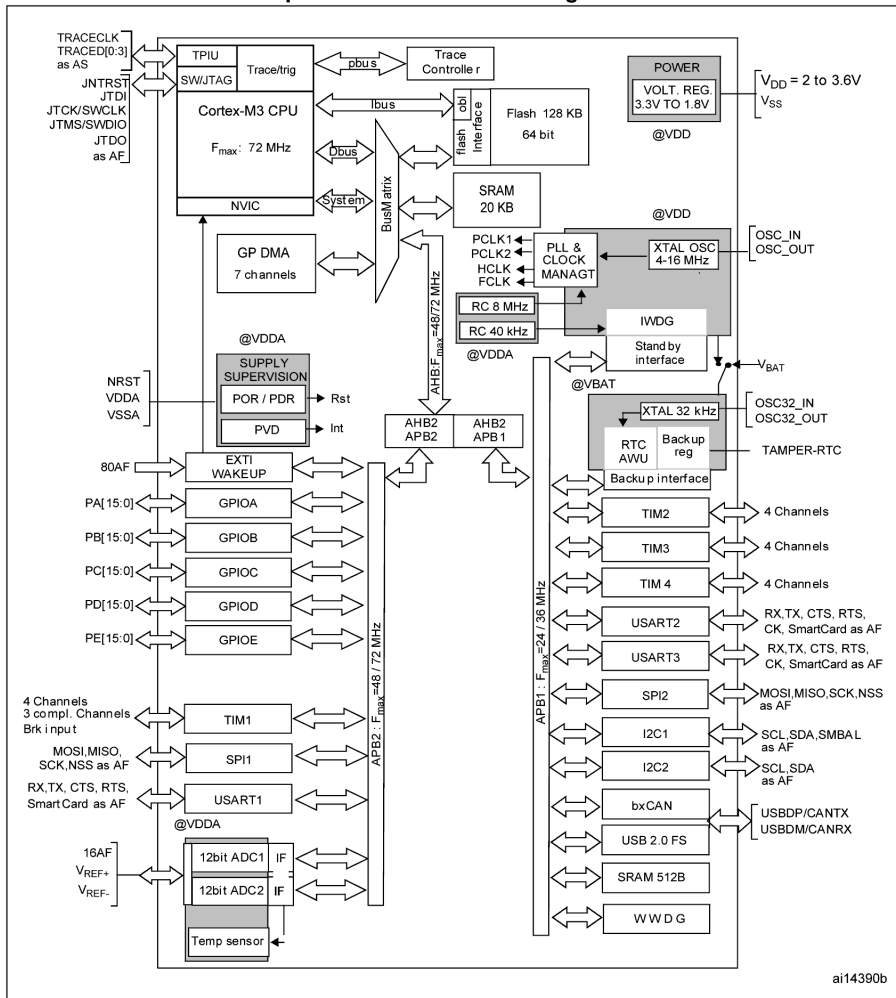 TRACECLK
TRACED[0:3]
as AS
JNTRST
JTDI
JTCK/SWCLK
JTMS/SWDIO
JTDO
as AF
TPIU
SW/JTAG
Trace/trig
Cortex-M3 CPU
Fmax: 72 MHz
NVIC
pbus
Trace
Controller
Ibus
Dbus
System
BusMatrix
flash
obl
Interface
Flash 128 KB
64 bit
SRAM
20 KB
GP DMA
7 channels
POWER
VOLT. REG.
3.3V TO 1.8V
@VDD
VDD = 2 to 3.6V
VSS
@VDD
PCLK1
PCLK2
HCLK
FCLK
PLL &
CLOCK
MANAGT
XTAL OSC
4-16 MHz
OSC_IN
OSC_OUT
RC 8 MHz
RC 40 kHz
@VDDA
IWDG
Stand by
interface
VBAT
@VBAT
XTAL 32 kHz
OSC32_IN
OSC32_OUT
RTC
AWU
Backup
reg
TAMPER-RTC
Backup interface
AHB:Fmax=48/72 MHz
@VDDA
SUPPLY
SUPERVISION
NRST
VDDA
VSSA
POR / PDR
Rst
PVD
Int
AHB2
APB2
AHB2
APB1
80AF
EXTI
WAKEUP
PA[15:0]
GPIOA
PB[15:0]
GPIOB
PC[15:0]
GPIOC
PD[15:0]
GPIOD
PE[15:0]
GPIOE
4 Channels
3 compl. Channels
Brk input
TIM1
MOSI,MISO,
SCK,NSS as AF
SPI1
RX,TX, CTS, RTS,
SmartCard as AF
USART1
@VDDA
16AF
VREF+
VREF-
12bit ADC1
IF
12bit ADC2
IF
Temp sensor
APB2 : Fmax=48 / 72 MHz
APB1 : Fmax=24 / 36 MHz
TIM2
4 Channels
TIM3
4 Channels
TIM 4
4 Channels
USART2
RX,TX, CTS, RTS,
CK, SmartCard as AF
USART3
RX,TX, CTS, RTS,
CK, SmartCard as AF
SPI2
MOSI,MISO,SCK,NSS
as AF
I2C1
SCL,SDA,SMBAL
as AF
I2C2
SCL,SDA
as AF
bxCAN
USBDP/CANTX
USBDM/CANRX
USB 2.0 FS
SRAM 512B
WWDG
ai14390b